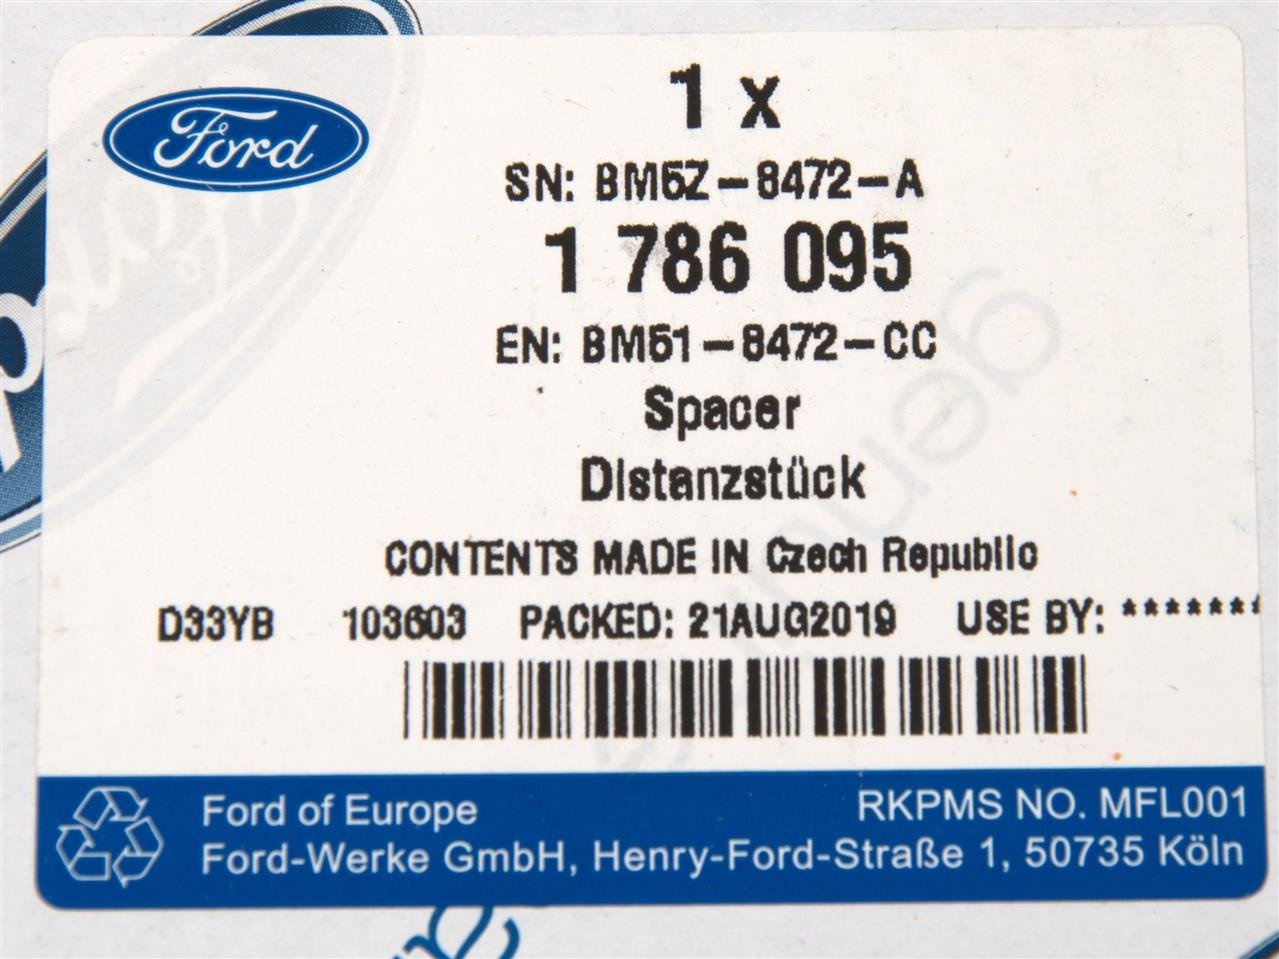 Ford
1 x
SN: BM5Z-8472-A
1 786 095
EN: BM51-8472-CC
Spacer
Distanzstück
CONTENTS MADE IN Czech Republic
D33YB 103603 PACKED: 21AUG2019 USE BY: *******
Ford of Europe RKPMS NO. MFL001
Ford-Werke GmbH, Henry-Ford-Straße 1, 50735 Köln